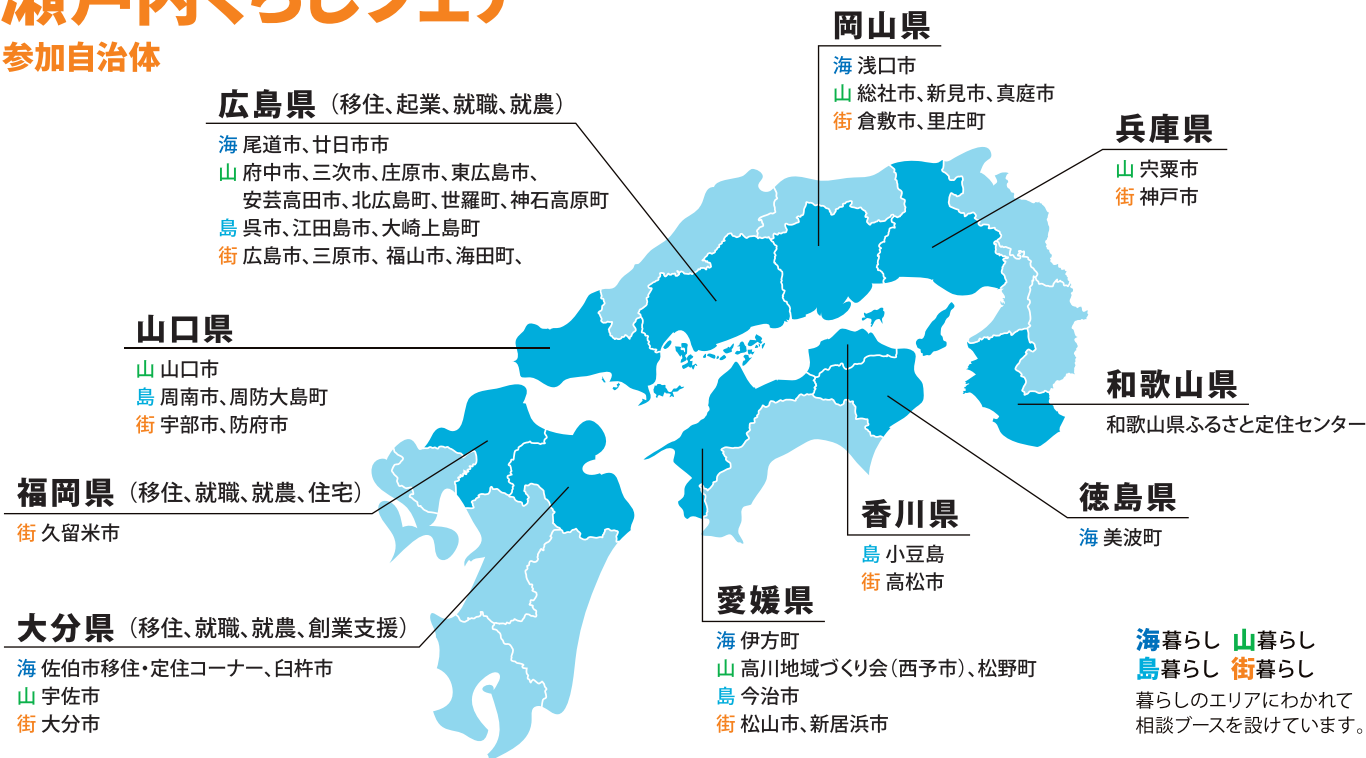 瀬戸内くらしフェア
参加自治体
岡山県
海 浅口市
山 総社市、新見市、真庭市
街 倉敷市、里庄町
広島県（移住、起業、就職、就農）
海 尾道市、廿日市市
山 府中市、三次市、庄原市、東広島市、
安芸高田市、北広島町、世羅町、神石高原町
島 呉市、江田島市、大崎上島町
街 広島市、三原市、福山市、海田町、
兵庫県
山 宍粟市
街 神戸市
山口県
山 山口市
島 周南市、周防大島町
街 宇部市、防府市
和歌山県
和歌山県ふるさと定住センター
福岡県（移住、就職、就農、住宅）
街 久留米市
徳島県
海 美波町
香川県
島 小豆島
街 高松市
大分県（移住、就職、就農、創業支援）
海 佐伯市移住・定住コーナー、臼杵市
山 宇佐市
街 大分市
愛媛県
海 伊方町
山 高川地域づくり会（西予市）、松野町
島 今治市
街 松山市、新居浜市
海暮らし 山暮らし
島暮らし 街暮らし
暮らしのエリアにわかれて
相談ブースを設けています。